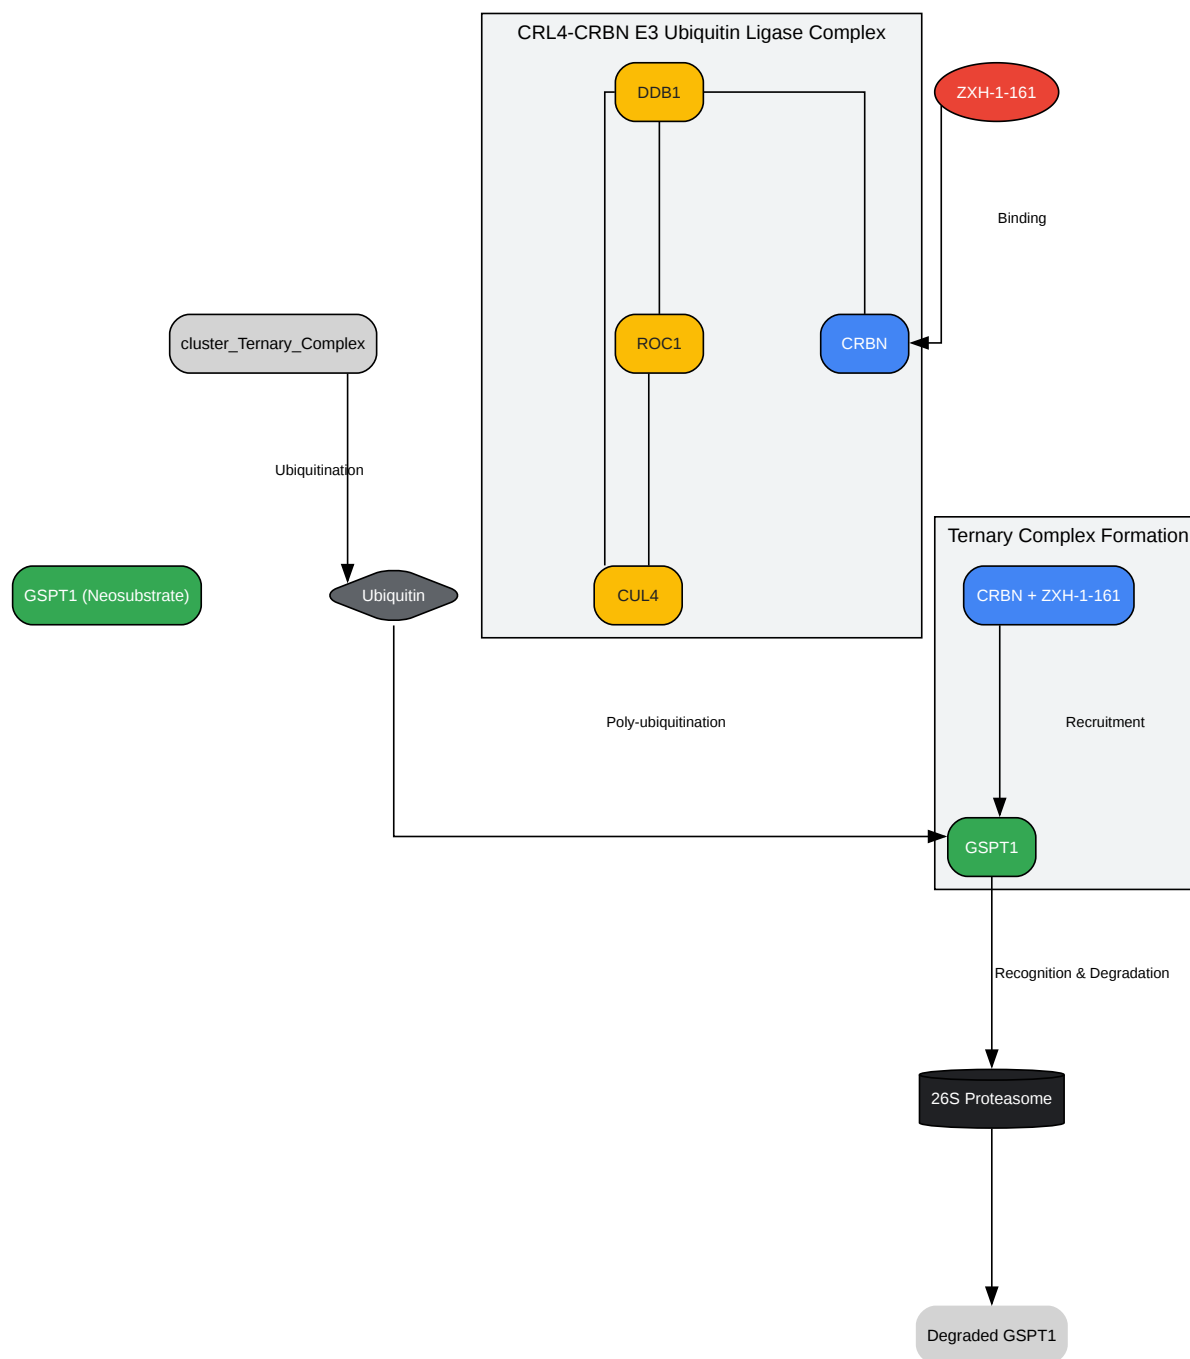 CRL4-CRBN E3 Ubiquitin Ligase Complex
DDB1
ZXH-1-161
Binding
cluster_Ternary_Complex
ROC1
CRBN
Ubiquitination
Ternary Complex Formation
GSPT1 (Neosubstrate)
Ubiquitin
CUL4
CRBN + ZXH-1-161
Poly-ubiquitination
Recruitment
GSPT1
Recognition & Degradation
26S Proteasome
Degraded GSPT1